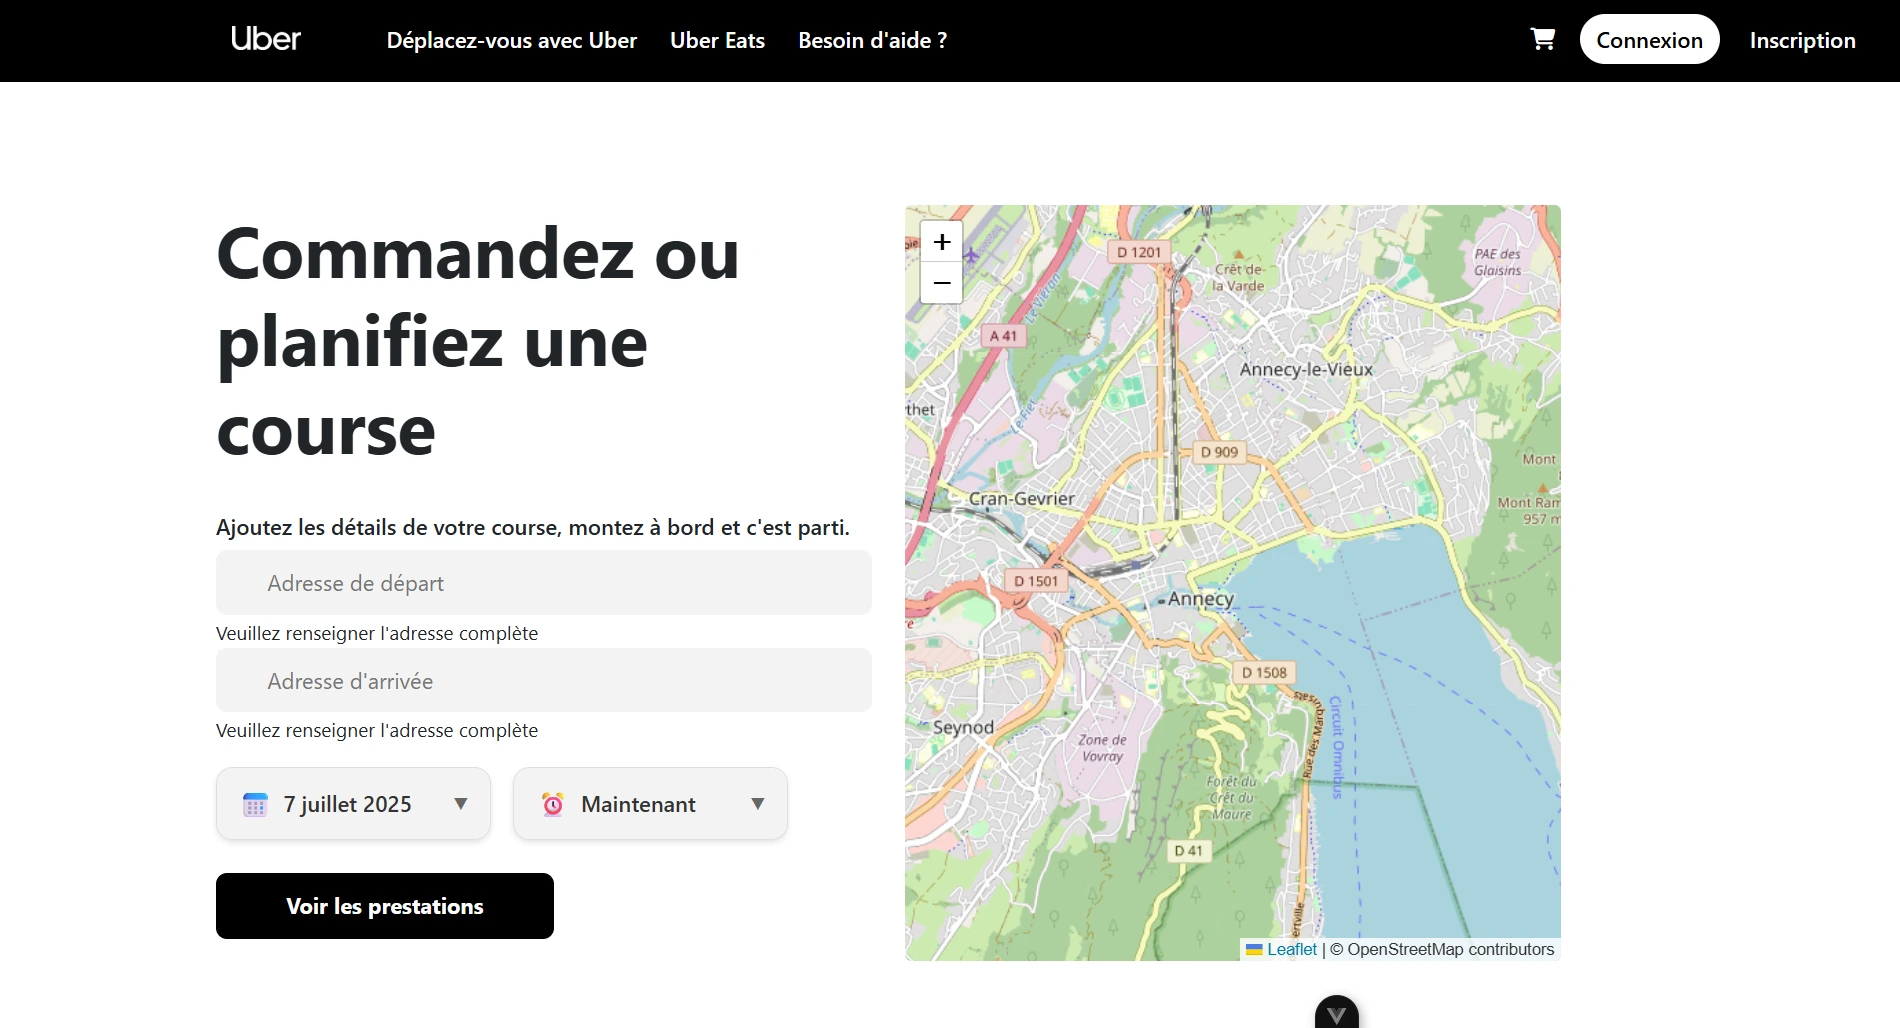 Uber
Déplacez-vous avec Uber
Uber Eats
Besoin d'aide ?
Connexion
Inscription
Commandez ou
planifiez une
course
Ajoutez les détails de votre course, montez à bord et c'est parti.
Adresse de départ
Veuillez renseigner l'adresse complète
Adresse d'arrivée
Veuillez renseigner l'adresse complète
7 juillet 2025
Maintenant
Voir les prestations
+
−
D 1201
Crêt de
la Varde
PAE des
Glaisins
A 41
Annecy-le-Vieux
thet
Le Fier
D 909
Mont
Mont Ram
957 m
Cran-Gevrier
D 1501
Annecy
D 1508
Seynod
Zone de
Vovray
Circuit Omnibus
Rue des Marquisats
Forêt du
Crêt du
Maure
D 41
ertville
Leaflet | © OpenStreetMap contributors